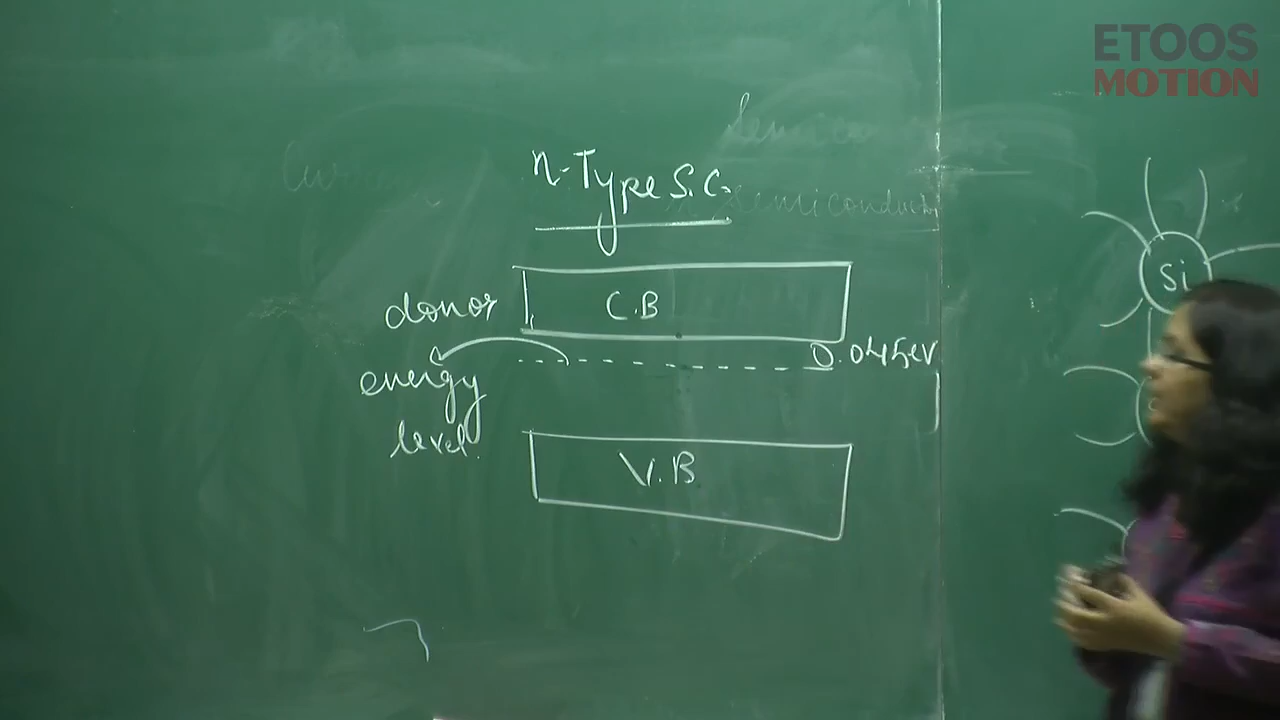 ETOOS
MOTION
n-Type S.C.
Semiconduct
donor
energy
level.
C.B
0.045ev
V.B
Si